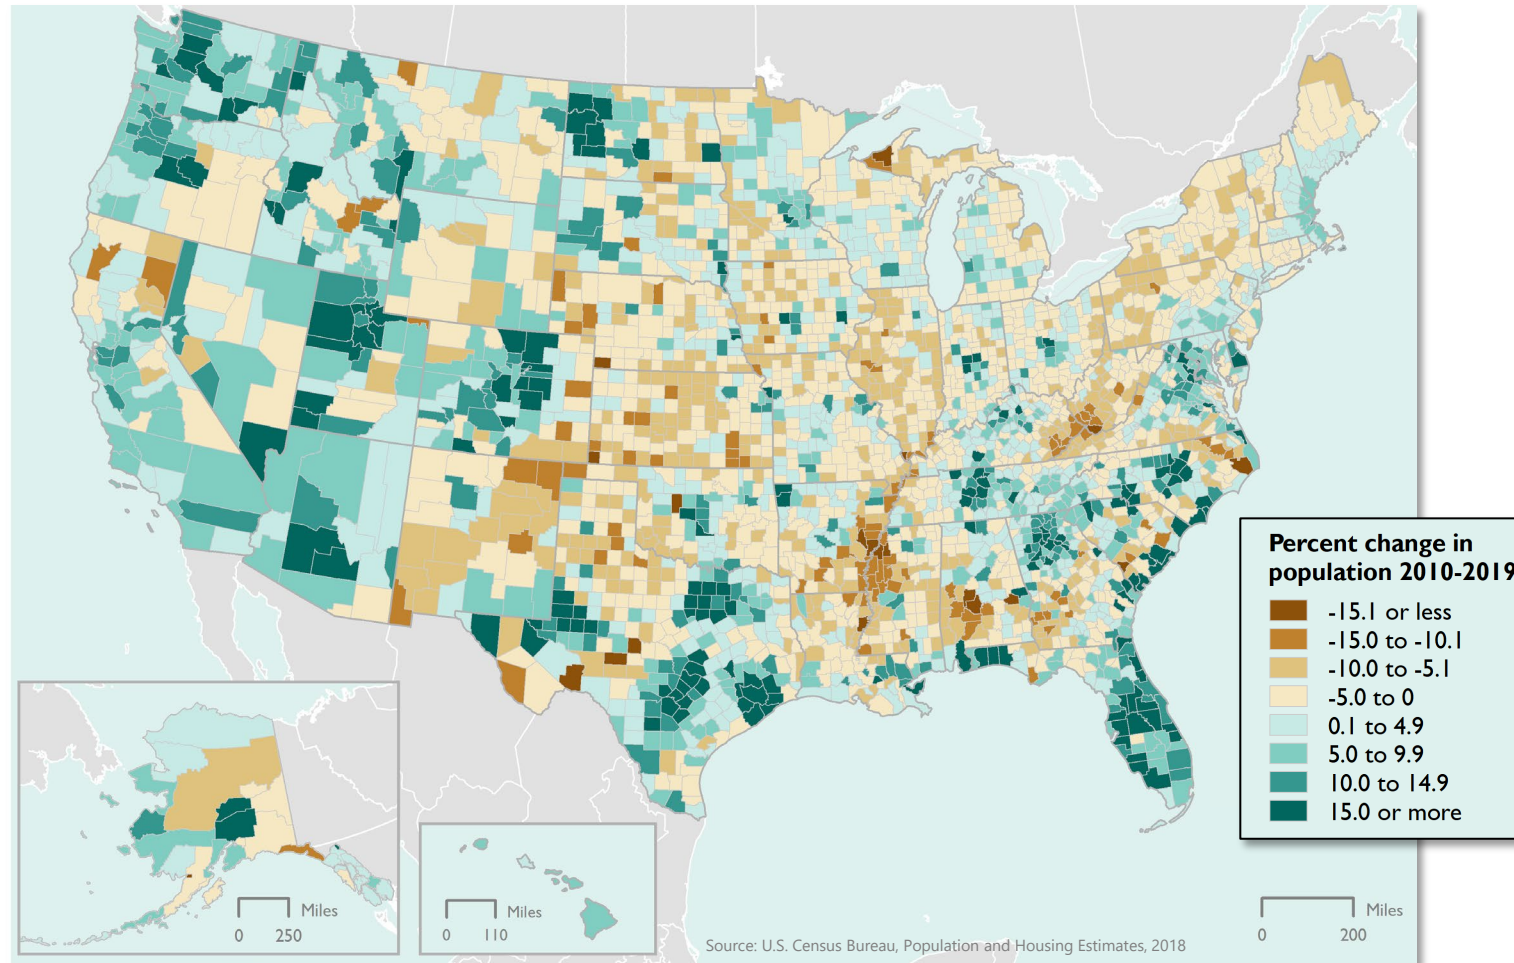 Percent change in
population 2010-2019
-15.1 or less
-15.0 to -10.1
-10.0 to -5.1
-5.0 to 0
0.1 to 4.9
5.0 to 9.9
10.0 to 14.9
15.0 or more
Miles
0 250
Miles
0 110
Miles
0 200
Source: U.S. Census Bureau, Population and Housing Estimates, 2018